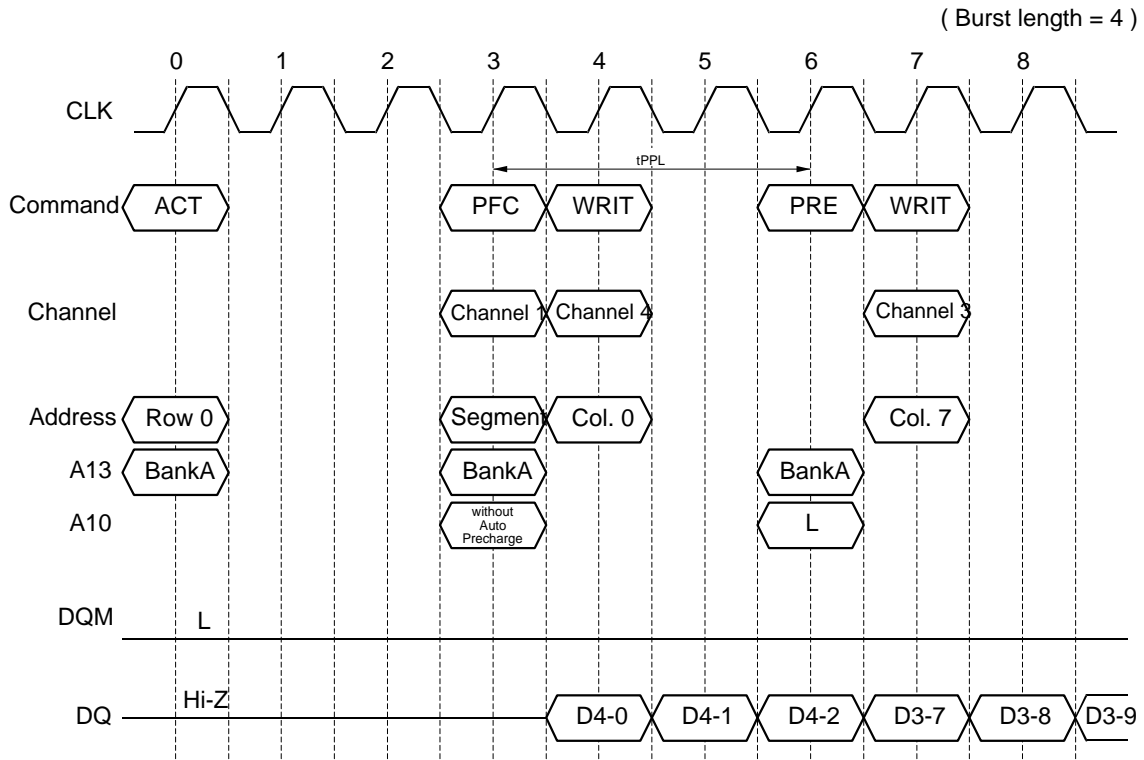 ( Burst length = 4 )
0 1 2 3 4 5 6 7 8
CLK
tPPL
Command ACT PFC WRIT PRE WRIT
Channel Channel 1 Channel 4 Channel 3
Address Row 0 Segment Col. 0 Col. 7
A13 BankA BankA BankA
A10 without Auto Precharge L
DQM L
DQ Hi-Z D4-0 D4-1 D4-2 D3-7 D3-8 D3-9